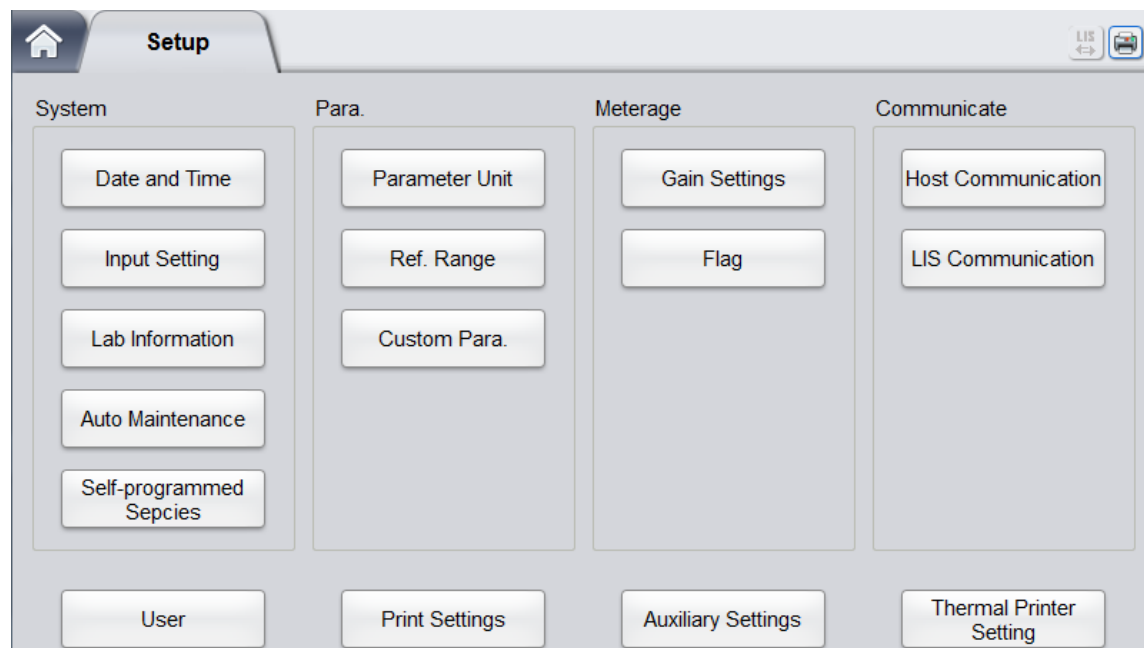 Setup
LIS
System
Para.
Meterage
Communicate
Date and Time
Parameter Unit
Gain Settings
Host Communication
Input Setting
Ref. Range
Flag
LIS Communication
Lab Information
Custom Para.
Auto Maintenance
Self-programmed
Sepcies
User
Print Settings
Auxiliary Settings
Thermal Printer
Setting